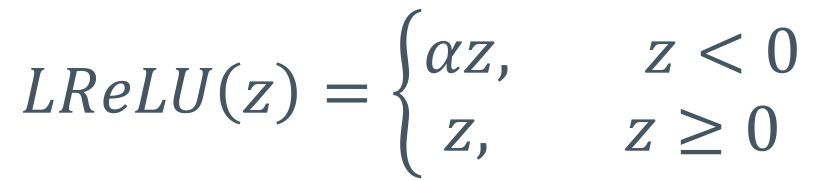 LReLU(z) = { αz, z < 0
z, z ≥ 0